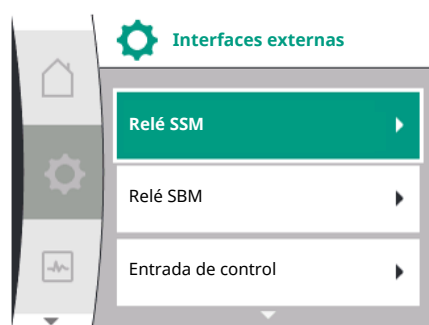 Interfaces externas
Relé SSM
Relé SBM
Entrada de control